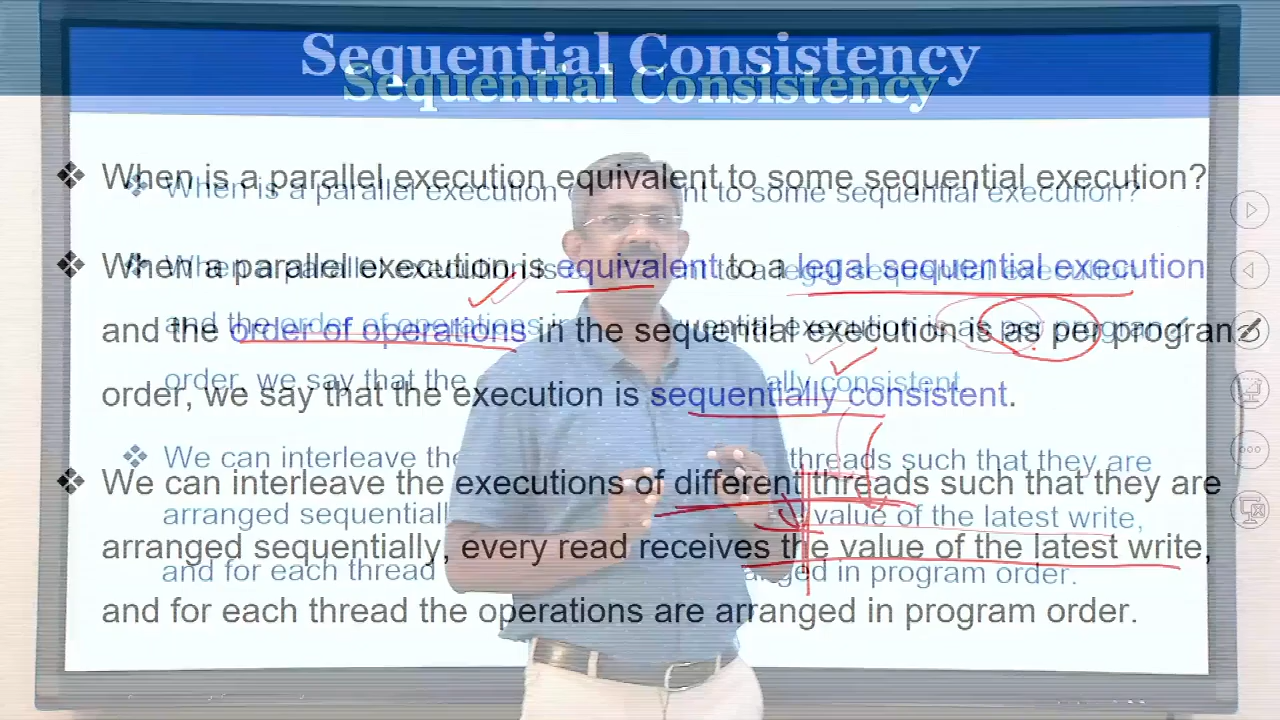 Sequential Consistency
❖ When is a parallel execution equivalent to some sequential execution?
❖ When a parallel execution is equivalent to a legal sequential execution
and the order of operations in the sequential execution is as per program
order, we say that the execution is sequentially consistent.
❖ We can interleave the executions of different threads such that they are
arranged sequentially, every read receives the value of the latest write,
and for each thread the operations are arranged in program order.